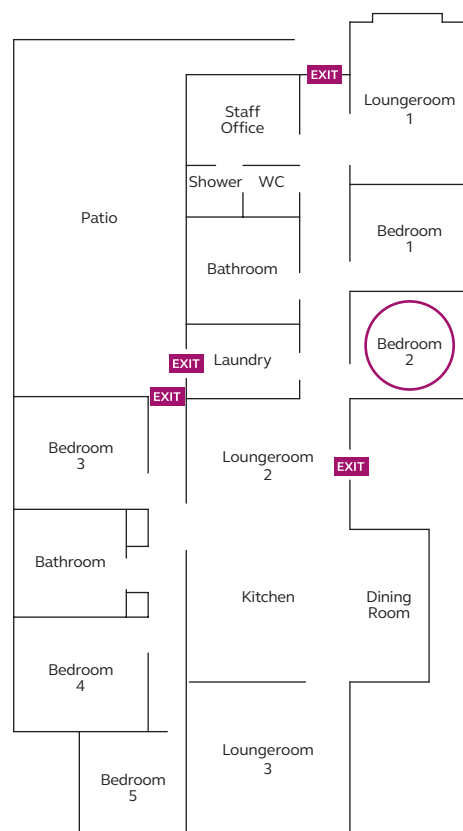 EXIT
Loungeroom
1
Staff
Office
Shower
WC
Patio
Bedroom
1
Bathroom
Bedroom
2
Laundry
EXIT
EXIT
Bedroom
3
Loungeroom
2
EXIT
Bathroom
Kitchen
Dining
Room
Bedroom
4
Loungeroom
3
Bedroom
5